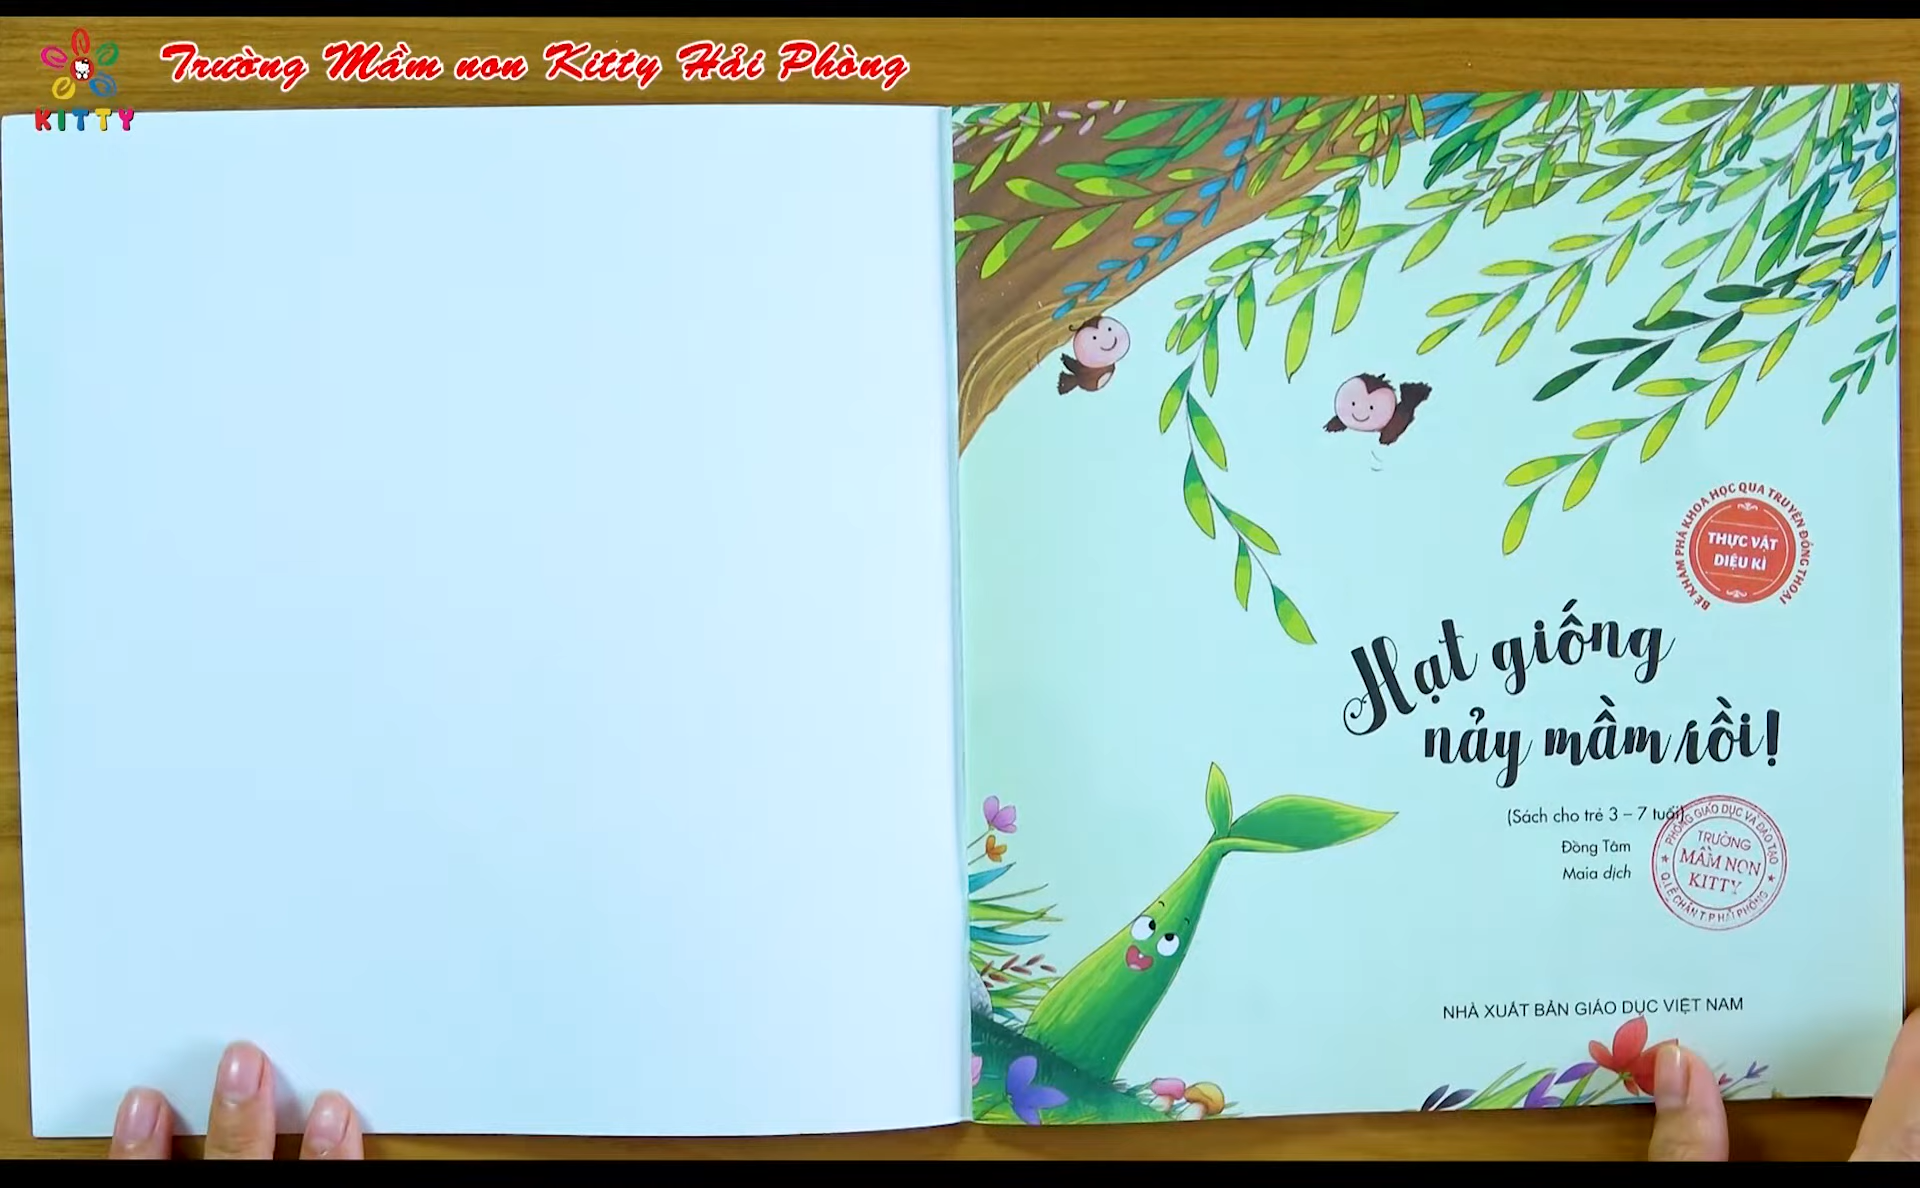 Trường Mầm non Kitty Hải Phòng
KITTY
BÉ KHÁM PHÁ KHOA HỌC QUA TRUYỆN ĐỒNG THOẠI
THỰC VẬT
DIỆU KÌ
Hạt giống
nảy mầm rồi!
(Sách cho trẻ 3 – 7 tuổi)
Đồng Tâm
Maia dịch
PHÒNG GIÁO DỤC VÀ ĐÀO TẠO
TRƯỜNG
MẦM NON
KITTY
Q.LÊ CHÂN T.P HẢI PHÒNG
NHÀ XUẤT BẢN GIÁO DỤC VIỆT NAM